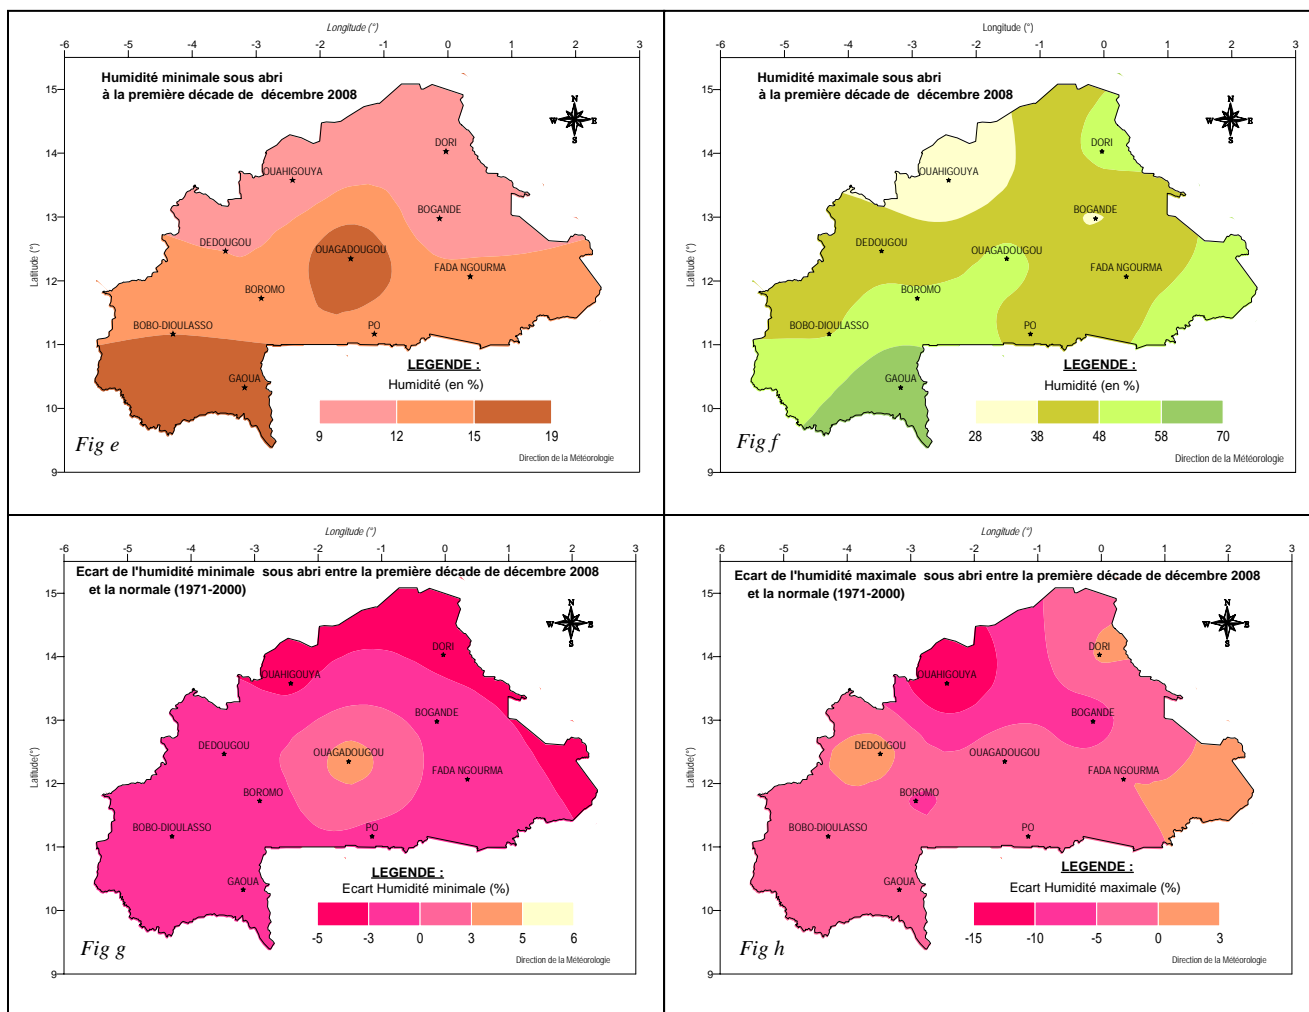 Longitude (°)
-6 -5 -4 -3 -2 -1 0 1 2 3
Humidité minimale sous abri
à la première décade de décembre 2008
N
W E
S
15
14
13
12
11
10
9
Latitude (°)
DORI
OUAHIGOUYA
BOGANDE
DEDOUGOU
OUAGADOUGOU
FADA NGOURMA
BOROMO
BOBO-DIOULASSO
PO
GAOUA
LEGENDE :
Humidité (en %)
9 12 15 19
Fig e
Direction de la Météorologie
Longitude (°)
-6 -5 -4 -3 -2 -1 0 1 2 3
Humidité maximale sous abri
à la première décade de décembre 2008
N
W E
S
15
14
13
12
11
10
9
Latitude (°)
DORI
OUAHIGOUYA
BOGANDE
DEDOUGOU
OUAGADOUGOU
FADA NGOURMA
BOROMO
BOBO-DIOULASSO
PO
GAOUA
LEGENDE :
Humidité (en %)
28 38 48 58 70
Fig f
Direction de la Météorologie
Longitude (°)
-6 -5 -4 -3 -2 -1 0 1 2 3
Ecart de l'humidité minimale sous abri entre la première décade de décembre 2008
et la normale (1971-2000)
N
W E
S
15
14
13
12
11
10
9
Latitude(°)
DORI
OUAHIGOUYA
BOGANDE
DEDOUGOU
OUAGADOUGOU
FADA NGOURMA
BOROMO
BOBO-DIOULASSO
PO
GAOUA
LEGENDE :
Ecart Humidité minimale (%)
-5 -3 0 3 5 6
Fig g
Direction de la Météorologie
Longitude (°)
-6 -5 -4 -3 -2 -1 0 1 2 3
Ecart de l'humidité maximale sous abri entre la première décade de décembre 2008
et la normale (1971-2000)
N
W E
S
15
14
13
12
11
10
9
Latitude(°)
DORI
OUAHIGOUYA
BOGANDE
DEDOUGOU
OUAGADOUGOU
FADA NGOURMA
BOROMO
BOBO-DIOULASSO
PO
GAOUA
LEGENDE :
Ecart Humidité maximale (%)
-15 -10 -5 0 3
Fig h
Direction de la Météorologie